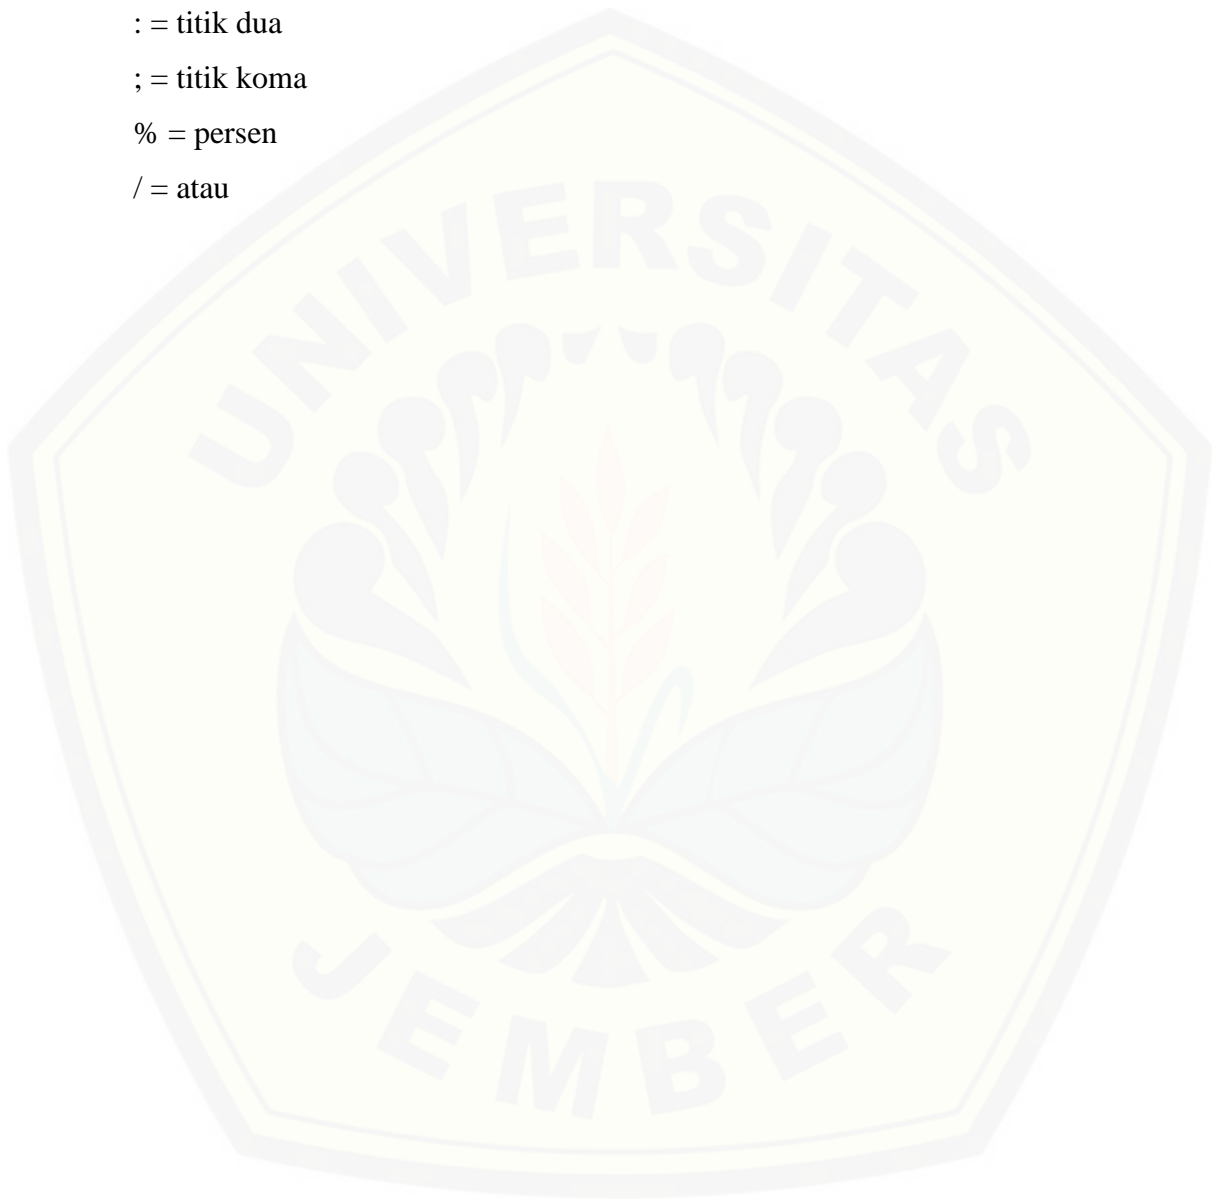 : = titik dua
; = titik koma
% = persen
/ = atau
UNIVERSITAS
JEMBER